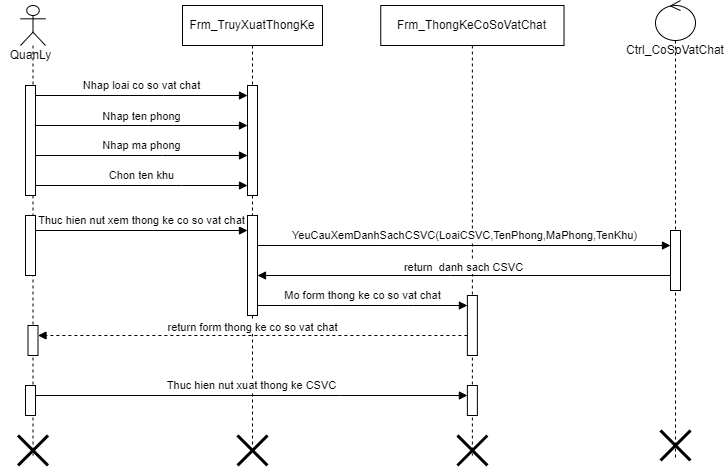 QuanLy
Frm_TruyXuatThongKe
Frm_ThongKeCoSoVatChat
Ctrl_CoSoVatChat
Nhap loai co so vat chat
Nhap ten phong
Nhap ma phong
Chon ten khu
Thuc hien nut xem thong ke co so vat chat
YeuCauXemDanhSachCSVC(LoaiCSVC,TenPhong,MaPhong,TenKhu)
return danh sach CSVC
Mo form thong ke co so vat chat
return form thong ke co so vat chat
Thuc hien nut xuat thong ke CSVC